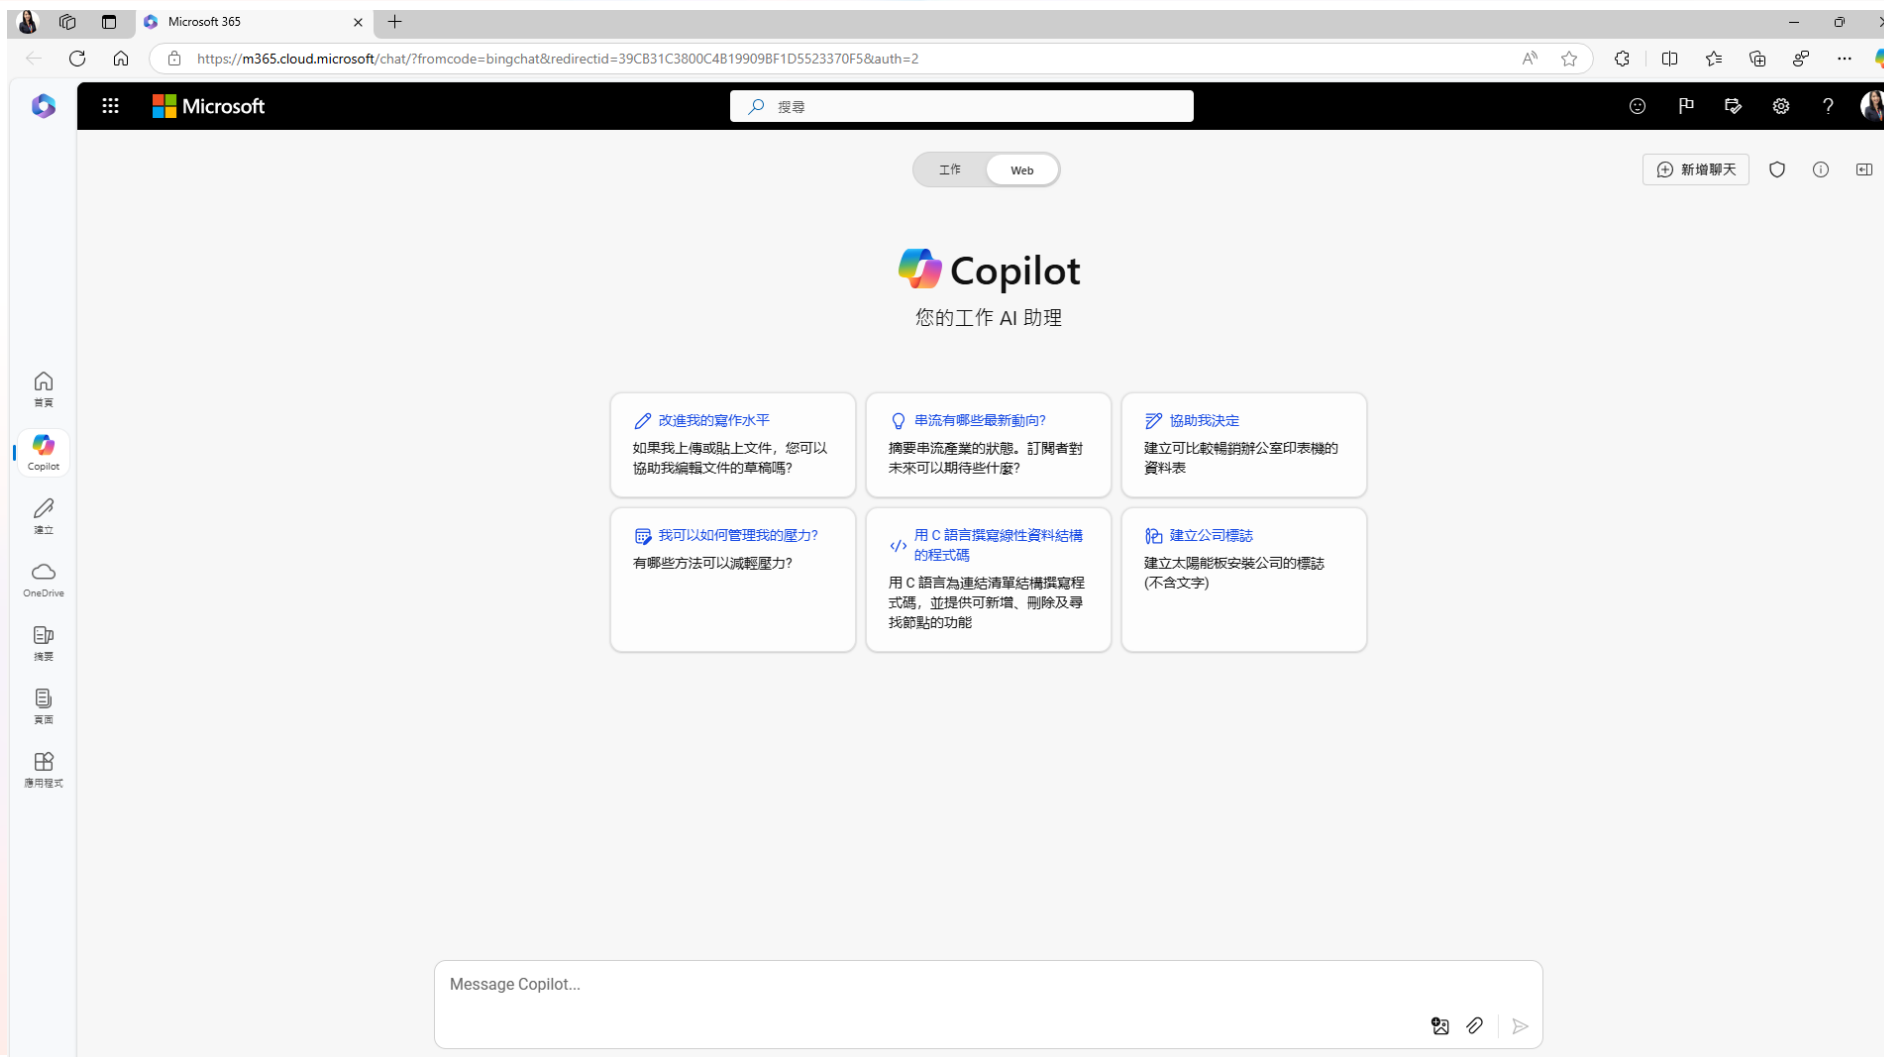 Microsoft 365
https://m365.cloud.microsoft/chat/?fromcode=bingchat&redirectid=39CB31C3800C4B19909BF1D5523370F5&auth=2
Microsoft
搜尋
工作
Web
新增聊天
Copilot
您的工作 AI 助理
首頁
Copilot
建立
OneDrive
摘要
頁面
應用程式
改進我的寫作水平
如果我上傳或貼上文件，您可以
協助我編輯文件的草稿嗎?
串流有哪些最新動向?
摘要串流產業的狀態。訂閱者對
未來可以期待些什麼?
協助我決定
建立可比較暢銷辦公室印表機的
資料表
我可以如何管理我的壓力?
有哪些方法可以減輕壓力?
用 C 語言撰寫線性資料結構
的程式碼
用 C 語言為連結清單結構撰寫程
式碼，並提供可新增、刪除及尋
找節點的功能
建立公司標誌
建立太陽能板安裝公司的標誌
(不含文字)
Message Copilot...